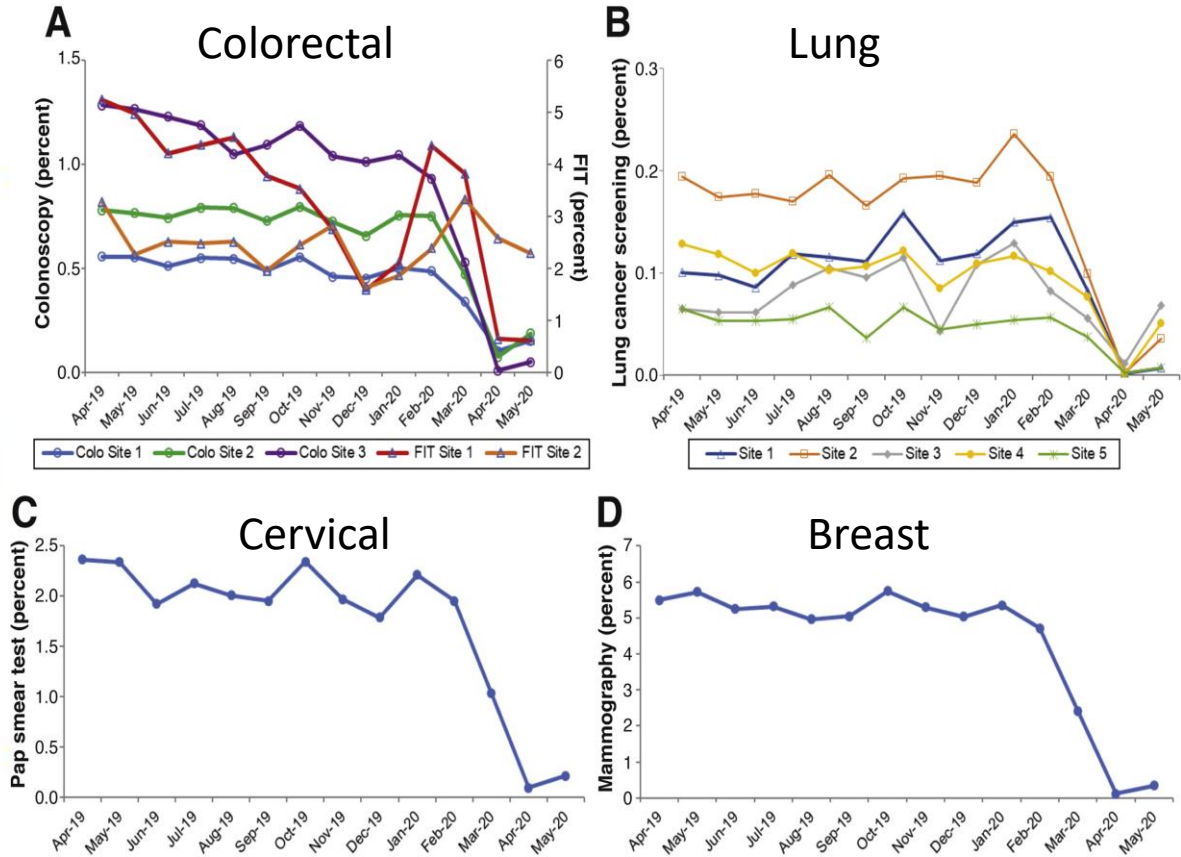 A
Colorectal
Colonoscopy (percent)
1.5
1.0
0.5
0.0
FIT (percent)
6
5
4
3
2
1
0
Apr-19 May-19 Jun-19 Jul-19 Aug-19 Sep-19 Oct-19 Nov-19 Dec-19 Jan-20 Feb-20 Mar-20 Apr-20 May-20
Colo Site 1 Colo Site 2 Colo Site 3 FIT Site 1 FIT Site 2
B
Lung
Lung cancer screening (percent)
0.3
0.2
0.1
0.0
Apr-19 May-19 Jun-19 Jul-19 Aug-19 Sep-19 Oct-19 Nov-19 Dec-19 Jan-20 Feb-20 Mar-20 Apr-20 May-20
Site 1 Site 2 Site 3 Site 4 Site 5
C
Cervical
Pap smear test (percent)
2.5
2.0
1.5
1.0
0.5
0.0
Apr-19 May-19 Jun-19 Jul-19 Aug-19 Sep-19 Oct-19 Nov-19 Dec-19 Jan-20 Feb-20 Mar-20 Apr-20 May-20
D
Breast
Mammography (percent)
7
6
5
4
3
2
1
0
Apr-19 May-19 Jun-19 Jul-19 Aug-19 Sep-19 Oct-19 Nov-19 Dec-19 Jan-20 Feb-20 Mar-20 Apr-20 May-20